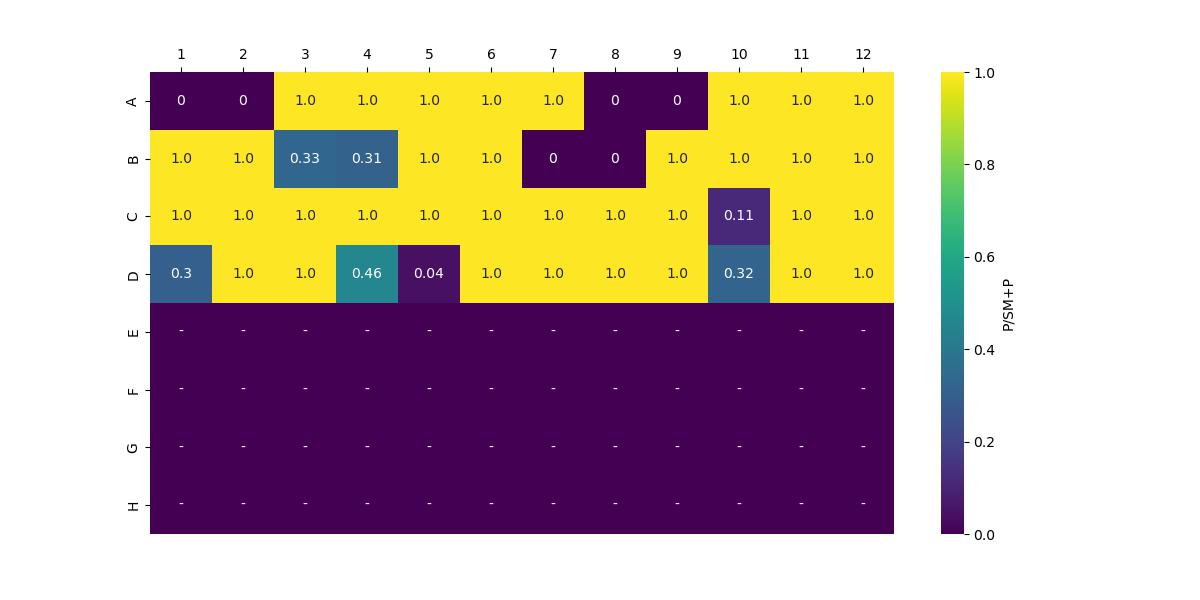 1 2 3 4 5 6 7 8 9 10 11 12
A 0 0 1.0 1.0 1.0 1.0 1.0 0 0 1.0 1.0 1.0
B 1.0 1.0 0.33 0.31 1.0 1.0 0 0 1.0 1.0 1.0 1.0
C 1.0 1.0 1.0 1.0 1.0 1.0 1.0 1.0 1.0 0.11 1.0 1.0
D 0.3 1.0 1.0 0.46 0.04 1.0 1.0 1.0 1.0 0.32 1.0 1.0
E - - - - - - - - - - - -
F - - - - - - - - - - - -
G - - - - - - - - - - - -
H - - - - - - - - - - - -
1.0
0.8
0.6
0.4
0.2
0.0
P/SM+P